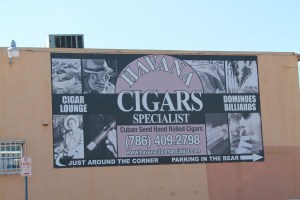 HAVANA
CIGARS
SPECIALIST
CIGAR
LOUNGE
DOMINOES
BILLIARDS
Cuban Seed Hand Rolled Cigars
(786) 409-2798
JUST AROUND THE CORNER
PARKING IN THE REAR